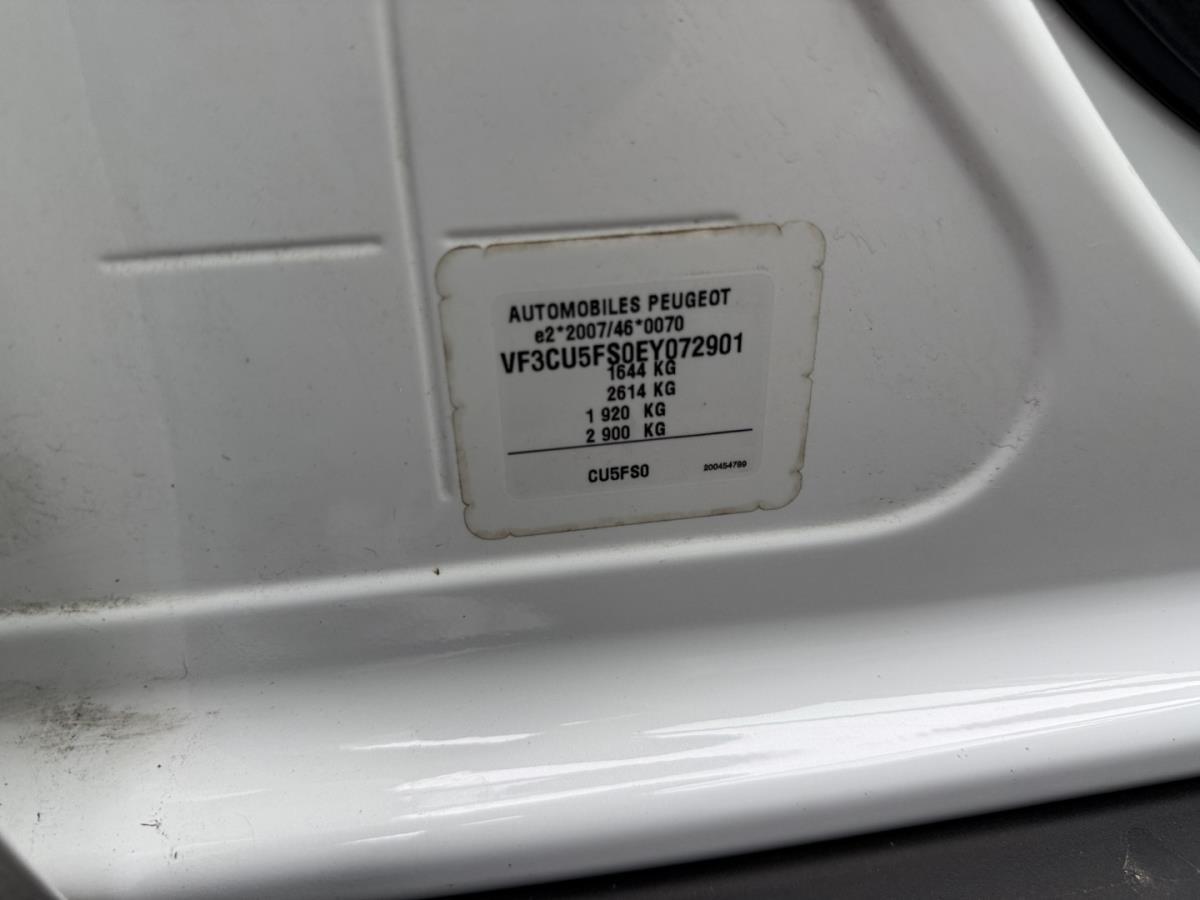 AUTOMOBILES PEUGEOT
e2*2007/46*0070
VF3CU5FS0EY072901
1644 KG
2614 KG
1 920 KG
2 900 KG
CU5FS0 200454789